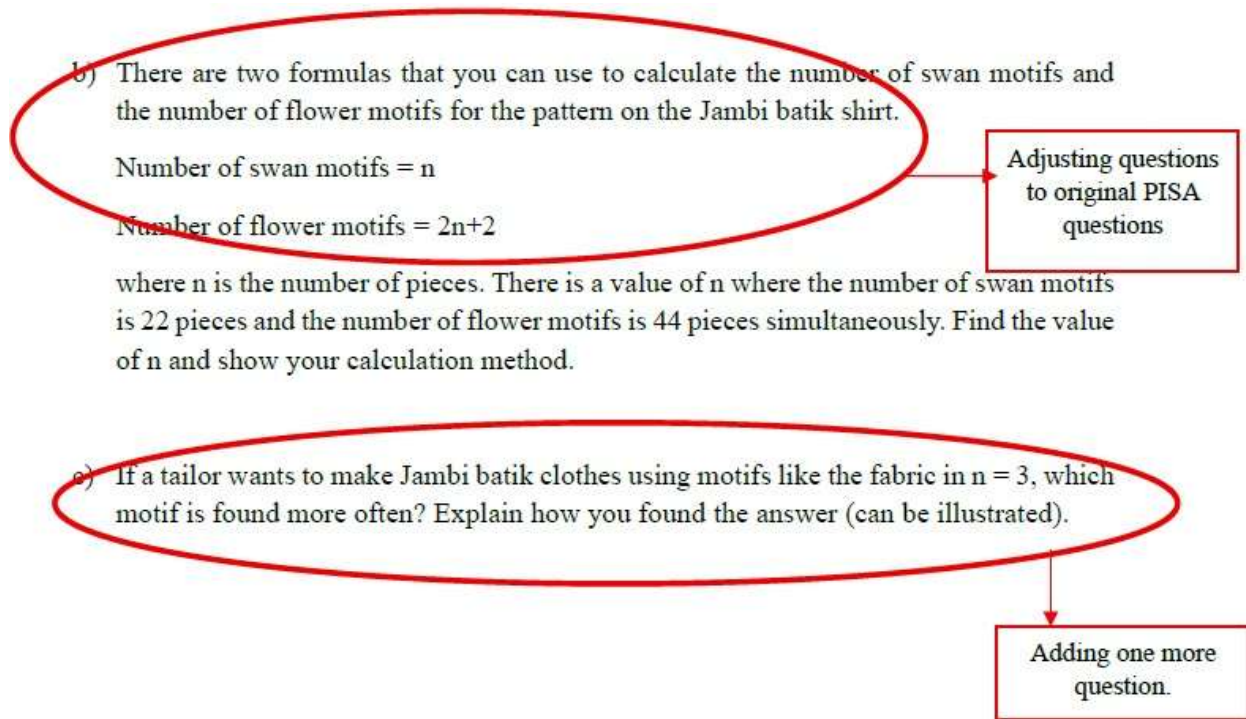 b) There are two formulas that you can use to calculate the number of swan motifs and
the number of flower motifs for the pattern on the Jambi batik shirt.
Number of swan motifs = n
Number of flower motifs = 2n+2
where n is the number of pieces. There is a value of n where the number of swan motifs
is 22 pieces and the number of flower motifs is 44 pieces simultaneously. Find the value
of n and show your calculation method.
Adjusting questions
to original PISA
questions
c) If a tailor wants to make Jambi batik clothes using motifs like the fabric in n = 3, which
motif is found more often? Explain how you found the answer (can be illustrated).
Adding one more
question.